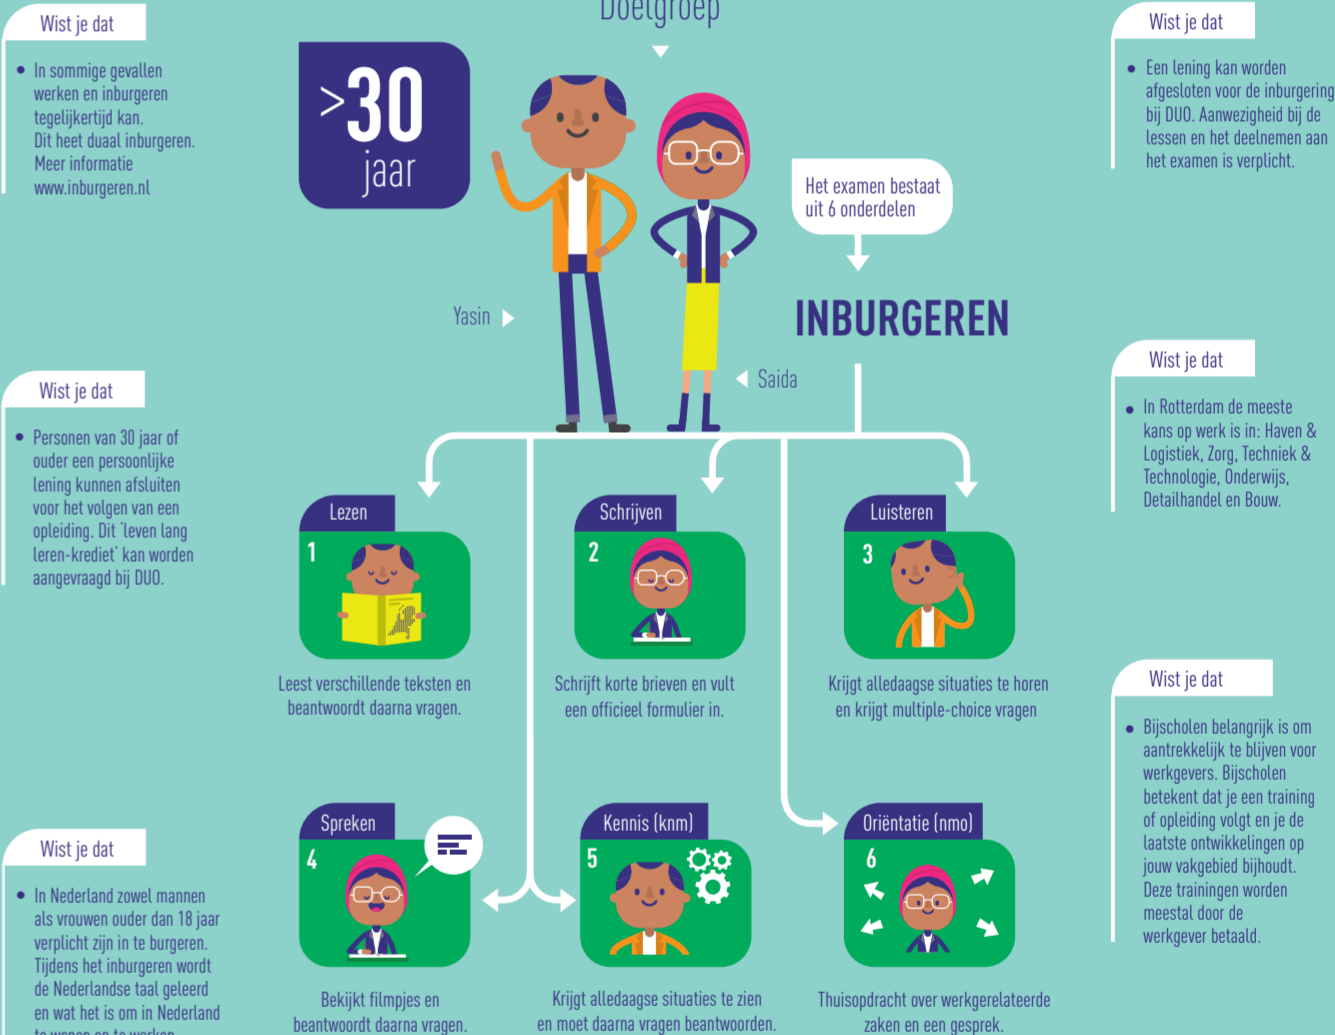 Doelgroep
Wist je dat
• In sommige gevallen
werken en inburgeren
tegelijkertijd kan.
Dit heet duaal inburgeren.
Meer informatie
www.inburgeren.nl
>30
jaar
Wist je dat
• Een lening kan worden
afgesloten voor de inburgering
bij DUO. Aanwezigheid bij de
lessen en het deelnemen aan
het examen is verplicht.
Het examen bestaat
uit 6 onderdelen
Yasin
INBURGEREN
Saida
Wist je dat
• Personen van 30 jaar of
ouder een persoonlijke
lening kunnen afsluiten
voor het volgen van een
opleiding. Dit ‘leven lang
leren-krediet’ kan worden
aangevraagd bij DUO.
Wist je dat
• In Rotterdam de meeste
kans op werk is in: Haven &
Logistiek, Zorg, Techniek &
Technologie, Onderwijs,
Detailhandel en Bouw.
Lezen
1
Leest verschillende teksten en
beantwoordt daarna vragen.
Schrijven
2
Schrijft korte brieven en vult
een officieel formulier in.
Luisteren
3
Krijgt alledaagse situaties te horen
en krijgt multiple-choice vragen
Wist je dat
• Bijscholen belangrijk is om
aantrekkelijk te blijven voor
werkgevers. Bijscholen
betekent dat je een training
of opleiding volgt en je de
laatste ontwikkelingen op
jouw vakgebied bijhoudt.
Deze trainingen worden
meestal door de
werkgever betaald.
Wist je dat
• In Nederland zowel mannen
als vrouwen ouder dan 18 jaar
verplicht zijn in te burgeren.
Tijdens het inburgeren wordt
de Nederlandse taal geleerd
en wat het is om in Nederland
te wonen en te werken
Spreken
4
Bekijkt filmpjes en
beantwoordt daarna vragen.
Kennis (knm)
5
Krijgt alledaagse situaties te zien
en moet daarna vragen beantwoorden.
Oriëntatie (nmo)
6
Thuisopdracht over werkgerelateerde
zaken en een gesprek.